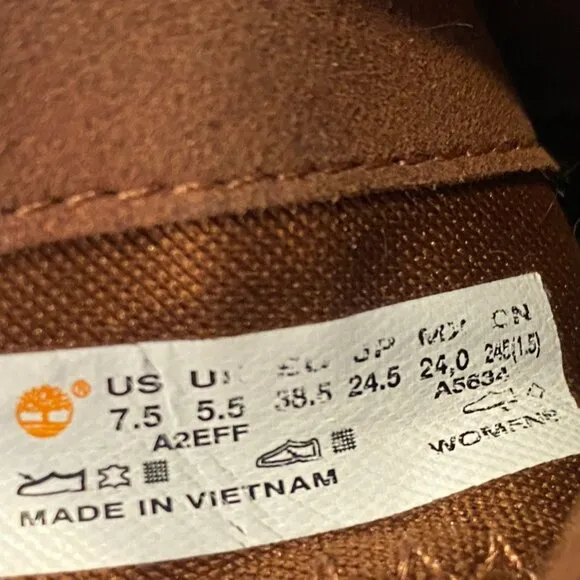 ® US UK EU JP MX CN
7.5 5.5 38.5 24.5 24,0 245(1.5)
A2EFF A5634
WOMENS
MADE IN VIETNAM